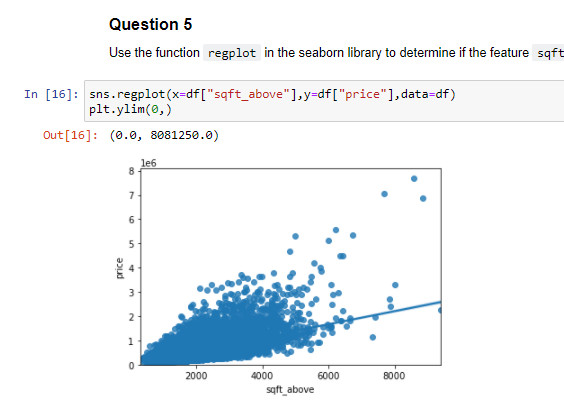 Question 5
Use the function regplot in the seaborn library to determine if the feature sqft
In [16]: sns.regplot(x=df["sqft_above"],y=df["price"],data=df)
plt.ylim(0,)
Out[16]: (0.0, 8081250.0)
1e6
8
7
6
5
4
3
2
1
0
price
2000 4000 6000 8000
sqft_above